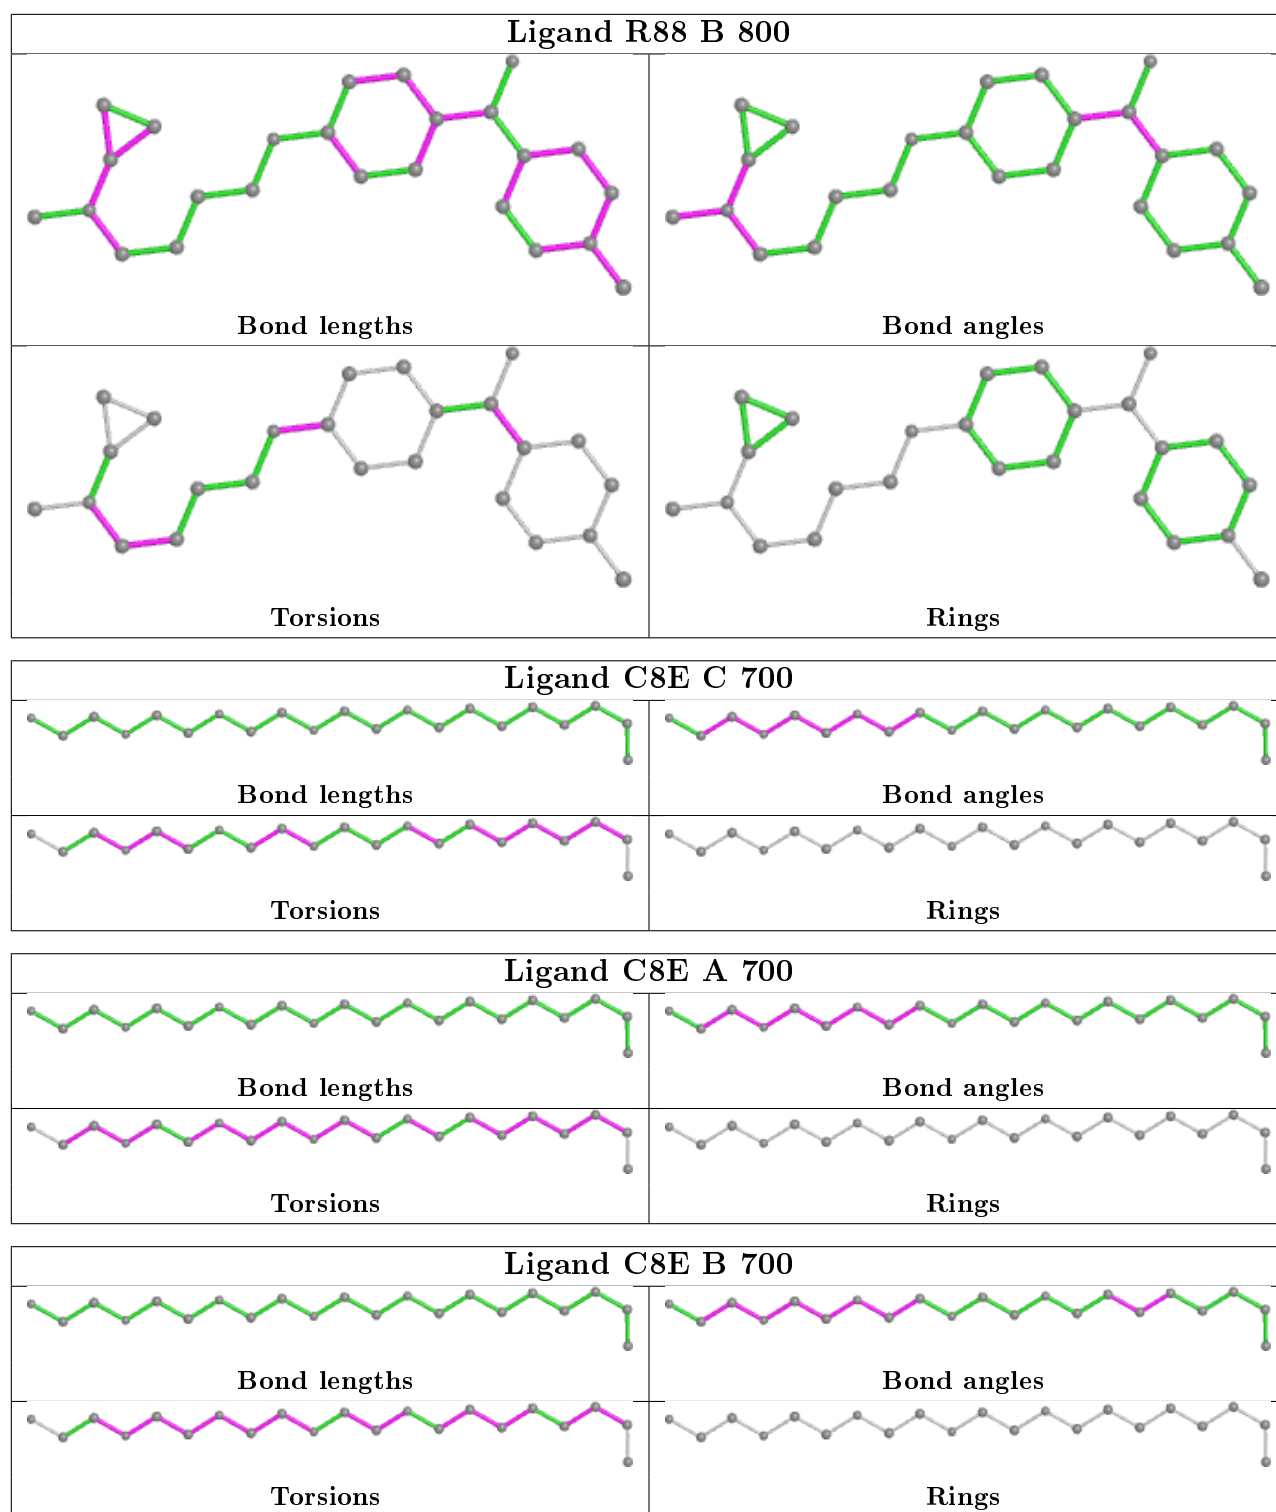 Ligand R88 B 800
Bond lengths
Bond angles
Torsions
Rings
Ligand C8E C 700
Bond lengths
Bond angles
Torsions
Rings
Ligand C8E A 700
Bond lengths
Bond angles
Torsions
Rings
Ligand C8E B 700
Bond lengths
Bond angles
Torsions
Rings